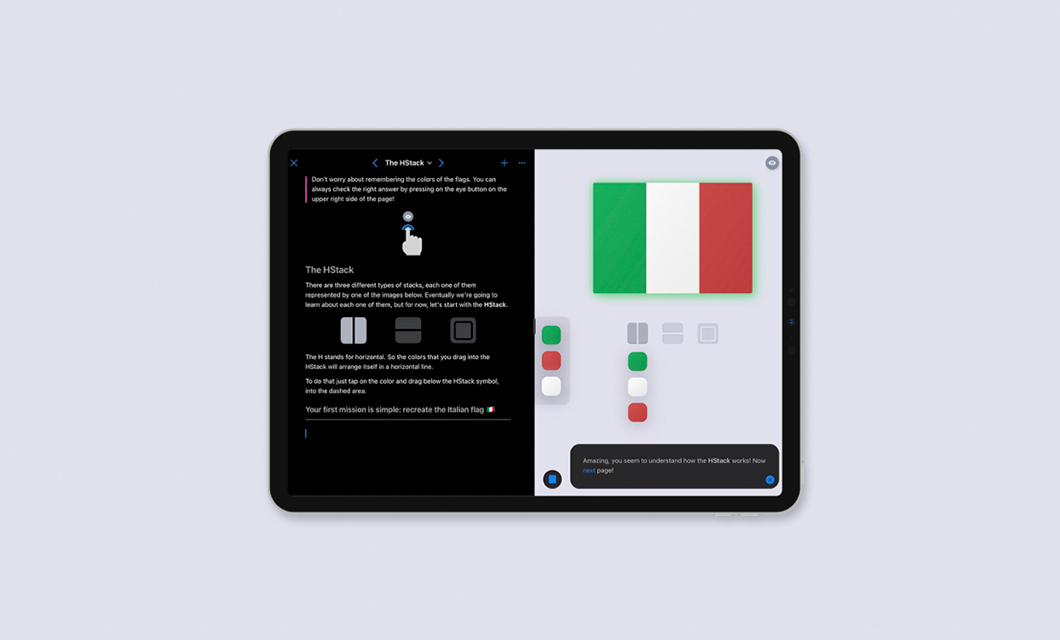 The HStack
Don't worry about remembering the colors of the flags. You can
always check the right answer by pressing on the eye button on the
upper right side of the page!
The HStack
There are three different types of stacks, each one of them
represented by one of the images below. Eventually we're going to
learn about each one of them, but for now, let's start with the HStack.
The H stands for horizontal. So the colors that you drag into the
HStack will arrange itself in a horizontal line.
To do that just tap on the color and drag below the HStack symbol,
into the dashed area.
Your first mission is simple: recreate the Italian flag 🇮🇹
Amazing, you seem to understand how the HStack works! Now
next page!